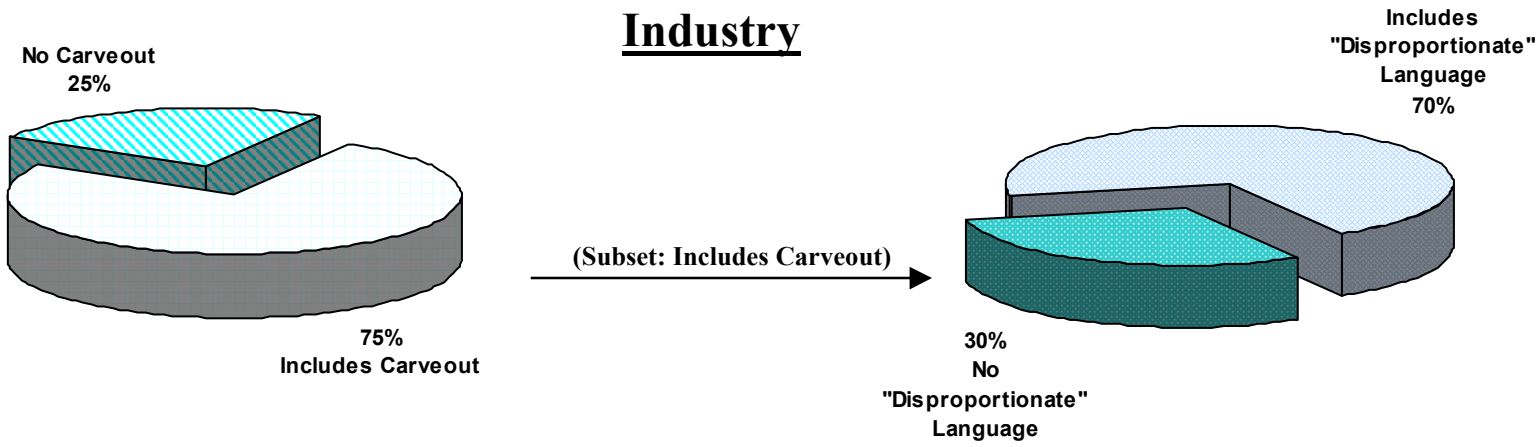 Industry
No Carveout
25%
75%
Includes Carveout
(Subset: Includes Carveout)
Includes
"Disproportionate"
Language
70%
30%
No
"Disproportionate"
Language